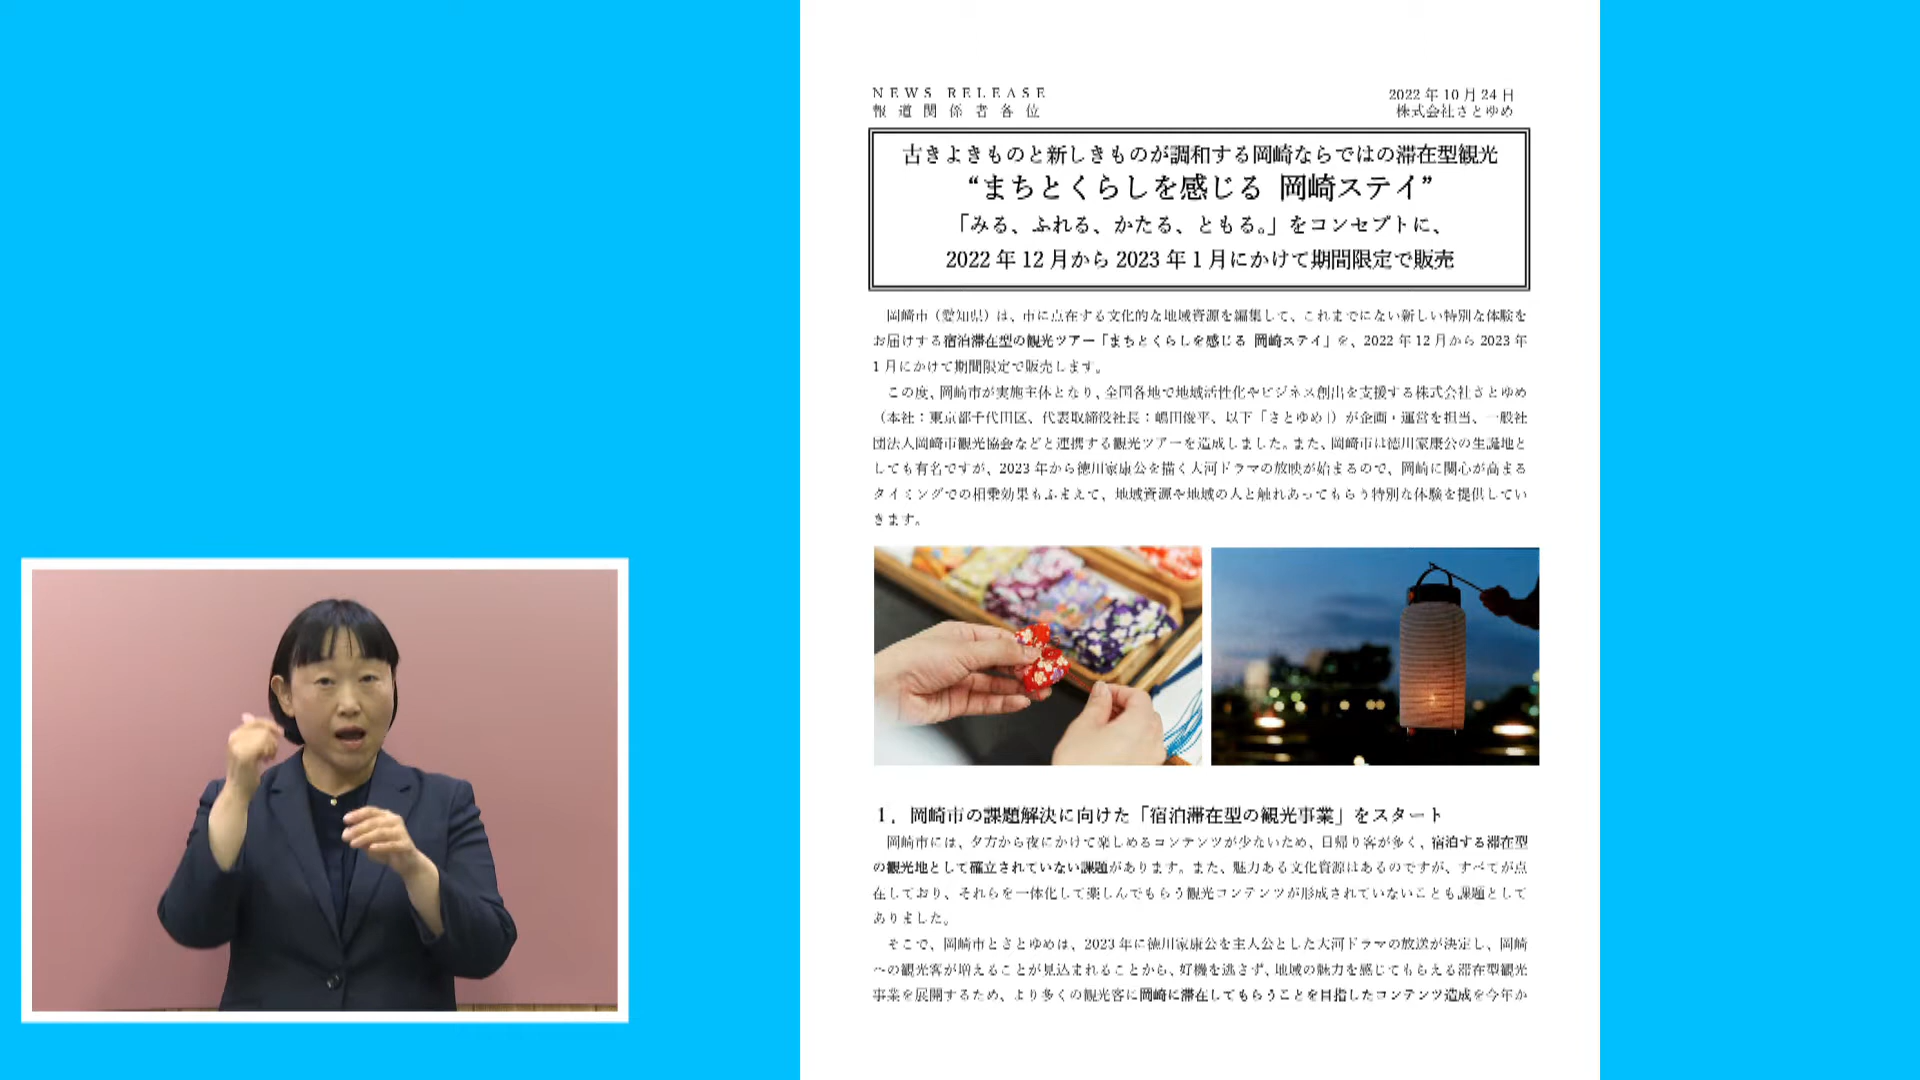 NEWS RELEASE
報道関係者各位
2022年10月24日
株式会社さとゆめ
古きよきものと新しきものが調和する岡崎ならではの滞在型観光
“まちとくらしを感じる 岡崎ステイ”
「みる、ふれる、かたる、ともる。」をコンセプトに、
2022年12月から2023年1月にかけて期間限定で販売
岡崎市（愛知県）は、市に点在する文化的な地域資源を編集して、これまでにない新しい特別な体験を
お届けする宿泊滞在型の観光ツアー「まちとくらしを感じる 岡崎ステイ」を、2022年12月から2023年
1月にかけて期間限定で販売します。
この度、岡崎市が実施主体となり、全国各地で地域活性化やビジネス創出を支援する株式会社さとゆめ
（本社：東京都千代田区、代表取締役社長：嶋田俊平、以下「さとゆめ」）が企画・運営を担当、一般社
団法人岡崎市観光協会などと連携する観光ツアーを造成しました。また、岡崎市は徳川家康公の生誕地と
しても有名ですが、2023年から徳川家康公を描く大河ドラマの放映が始まるので、岡崎に関心が高まる
タイミングでの相乗効果もふまえて、地域資源や地域の人と触れあってもらう特別な体験を提供してい
きます。
1．岡崎市の課題解決に向けた「宿泊滞在型の観光事業」をスタート
岡崎市には、夕方から夜にかけて楽しめるコンテンツが少ないため、日帰り客が多く、宿泊する滞在型
の観光地として確立されていない課題があります。また、魅力ある文化資源はあるのですが、すべてが点
在しており、それらを一体化して楽しんでもらう観光コンテンツが形成されていないことも課題として
ありました。
そこで、岡崎市とさとゆめは、2023年に徳川家康公を主人公とした大河ドラマの放送が決定し、岡崎
への観光客が増えることが見込まれることから、好機を逃さず、地域の魅力を感じてもらえる滞在型観光
事業を展開するため、より多くの観光客に岡崎に滞在してもらうことを目指したコンテンツ造成を今年か